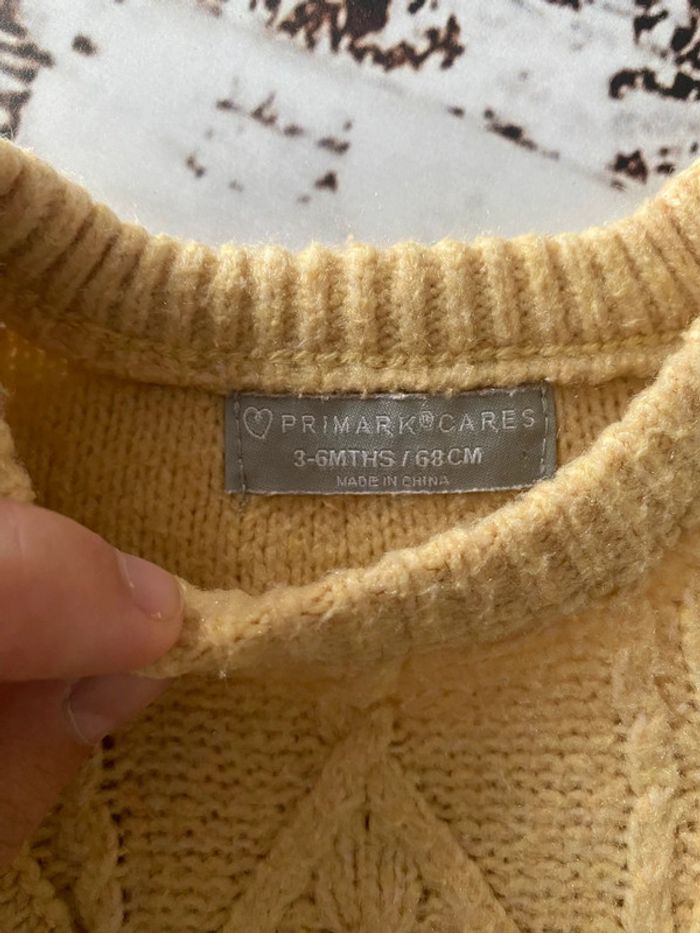 PRIMARK® CARES
3-6MTHS / 68CM
MADE IN CHINA